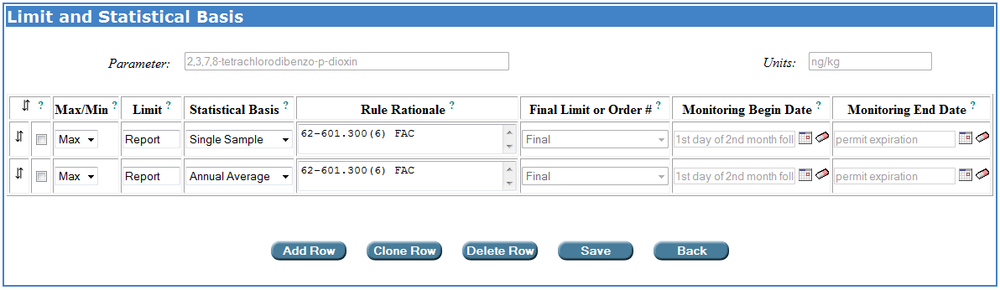 Limit and Statistical Basis
Parameter: 2,3,7,8-tetrachlorodibenzo-p-dioxin Units: ng/kg
? Max/Min ? Limit ? Statistical Basis ? Rule Rationale ? Final Limit or Order # ? Monitoring Begin Date ? Monitoring End Date ?
Max Report Single Sample 62-601.300(6) FAC Final 1st day of 2nd month foll permit expiration
Max Report Annual Average 62-601.300(6) FAC Final 1st day of 2nd month foll permit expiration
Add Row Clone Row Delete Row Save Back